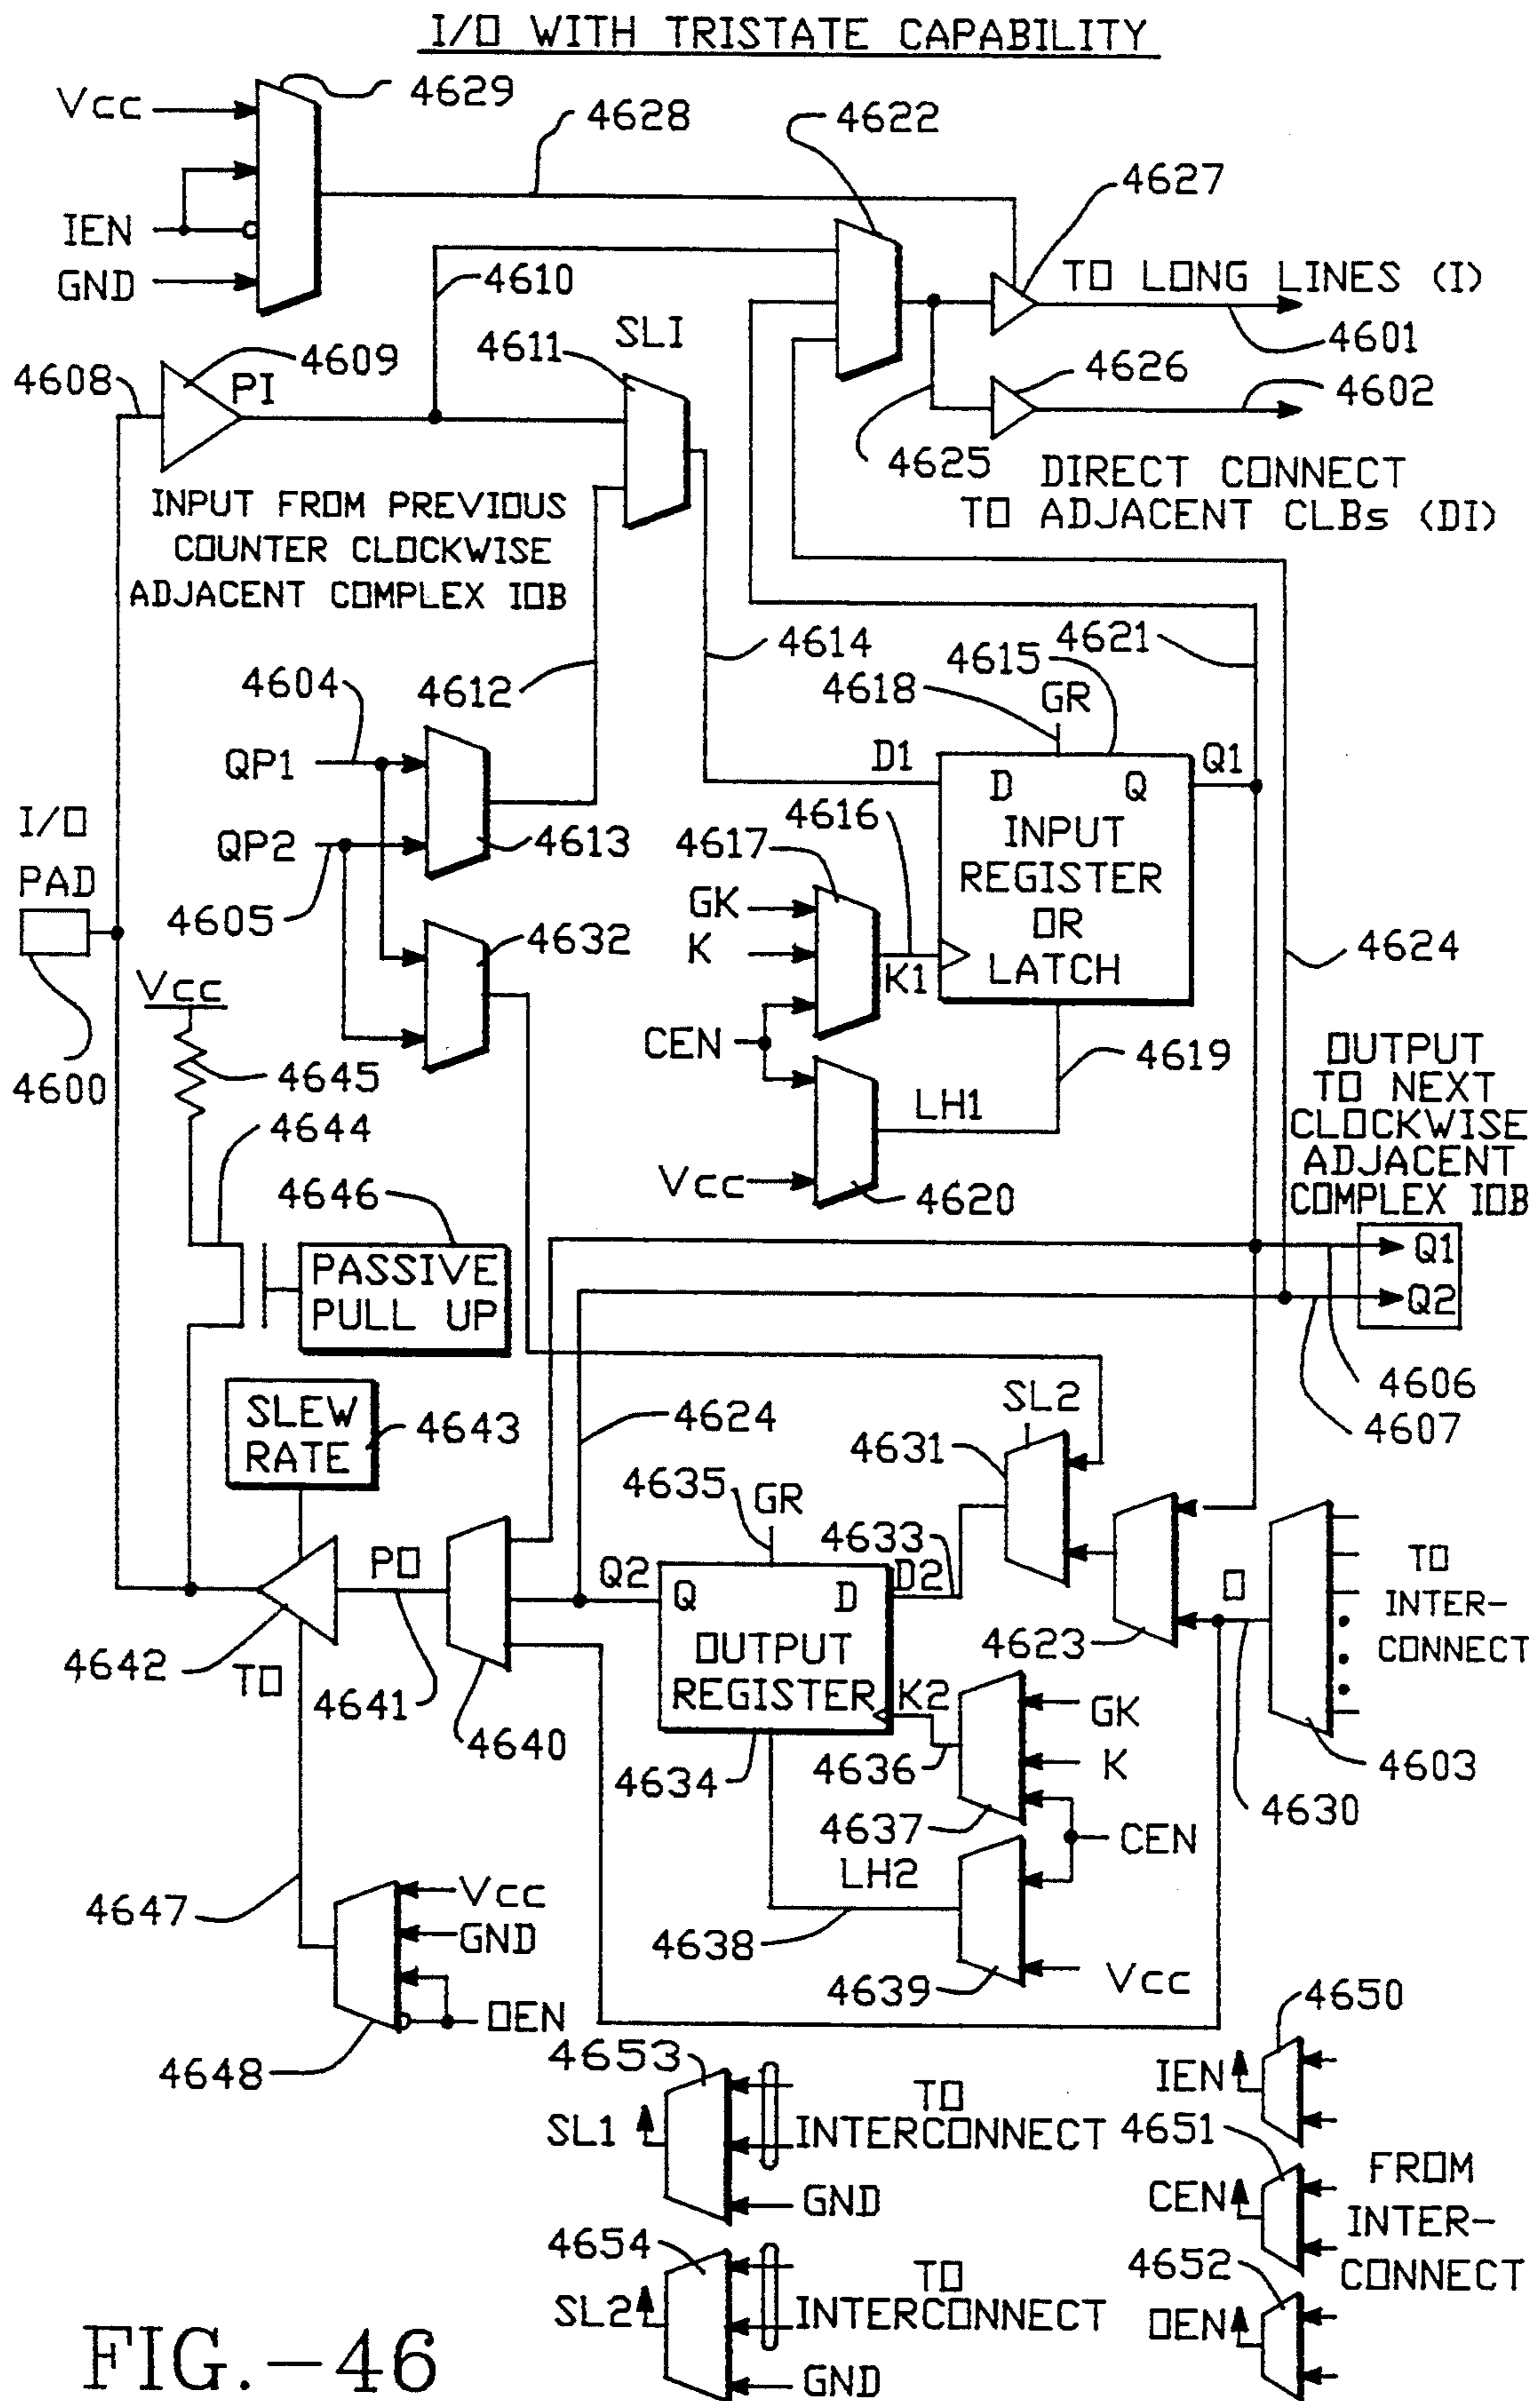 I/O WITH TRISTATE CAPABILITY
Vcc
4629
4628
4622
4627
IEN
GND
4610
TO LONG LINES (I)
4601
4608
4609
PI
4611
SLI
4626
4602
4625
DIRECT CONNECT
TO ADJACENT CLBs (DI)
INPUT FROM PREVIOUS
COUNTER CLOCKWISE
ADJACENT COMPLEX IOB
4604
4612
4614
4621
4615
4618
GR
QP1
D1
Q1
D Q
INPUT
REGISTER
OR
LATCH
I/O
PAD
QP2
4613
4617
4616
4605
4632
GK
K
K1
4624
Vcc
CEN
4600
4645
4619
OUTPUT
TO NEXT
CLOCKWISE
ADJACENT
COMPLEX IOB
4644
LH1
Vcc
4620
4646
PASSIVE
PULL UP
Q1
Q2
4606
4607
SLEW
RATE
4643
4624
SL2
4631
4635
GR
4633
PO
Q2
Q D
D2
OUTPUT
REGISTER
O
TO
INTER-
CONNECT
4642
TO
4641
4640
4623
K2
GK
4634
4636
K
4603
4630
4637
CEN
LH2
4647
Vcc
GND
4638
4639
Vcc
OEN
4648
4650
4653
IEN
SL1
TO
INTERCONNECT
4651
GND
CEN
FROM
INTER-
CONNECT
4654
4652
SL2
TO
INTERCONNECT
OEN
GND
FIG.-46